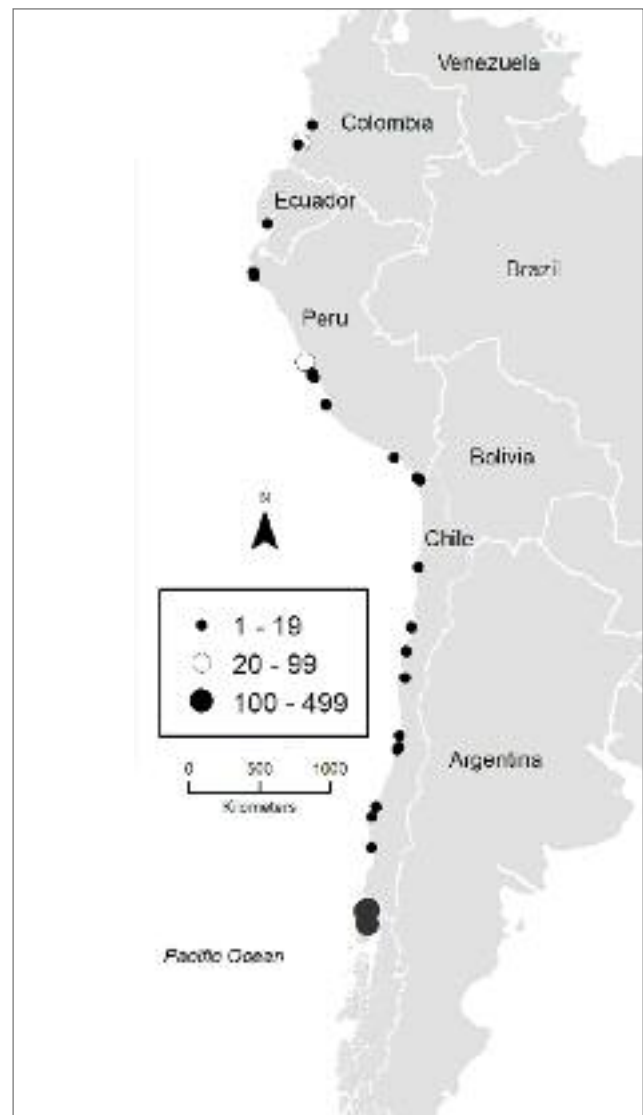 Venezuela
Colombia
Ecuador
Brazil
Peru
Bolivia
N
Chile
1 - 19
20 - 99
100 - 499
0 500 1000
Kilometers
Argentina
Pacific Ocean